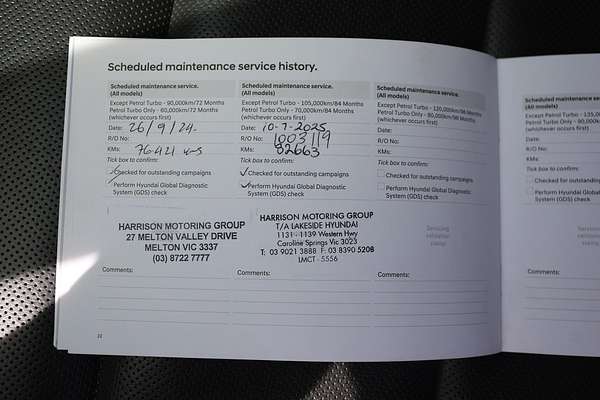 Scheduled maintenance service history.
Scheduled maintenance service.
(All models)
Except Petrol Turbo - 90,000km/72 Months
Petrol Turbo Only - 60,000km/72 Months
(whichever occurs first)
Date: 26/9/24.
R/O No:
KMs: 76421 kms
Tick box to confirm:
Checked for outstanding campaigns
Perform Hyundai Global Diagnostic
System (GDS) check
HARRISON MOTORING GROUP
27 MELTON VALLEY DRIVE
MELTON VIC 3337
(03) 8722 7777
Comments:
Scheduled maintenance service.
(All models)
Except Petrol Turbo - 105,000km/84 Months
Petrol Turbo Only - 70,000km/84 Months
(whichever occurs first)
Date: 10-7-2025
R/O No: 1003119
KMs: 82663
Tick box to confirm:
Checked for outstanding campaigns
Perform Hyundai Global Diagnostic
System (GDS) check
HARRISON MOTORING GROUP
T/A LAKESIDE HYUNDAI
1131 - 1139 Western Hwy
Caroline Springs Vic 3023
T: 03 9021 3888 F: 03 8390 5208
LMCT - 5556
Comments:
Scheduled maintenance service.
(All models)
Except Petrol Turbo - 120,000km/96 Months
Petrol Turbo Only - 80,000km/96 Months
(whichever occurs first)
Date:
R/O No:
KMs:
Tick box to confirm:
Checked for outstanding campaigns
Perform Hyundai Global Diagnostic
System (GDS) check
Servicing
validation
stamp
Comments:
22
Scheduled maintenance
(All models)
Except Petrol Turbo - 135,0
Petrol Turbo Only - 90,00
(whichever occurs first)
Date:
R/O No:
KMs:
Tick box to confirm:
Checked for outstanding
Perform Hyundai Global
System (GDS) check
Comments: